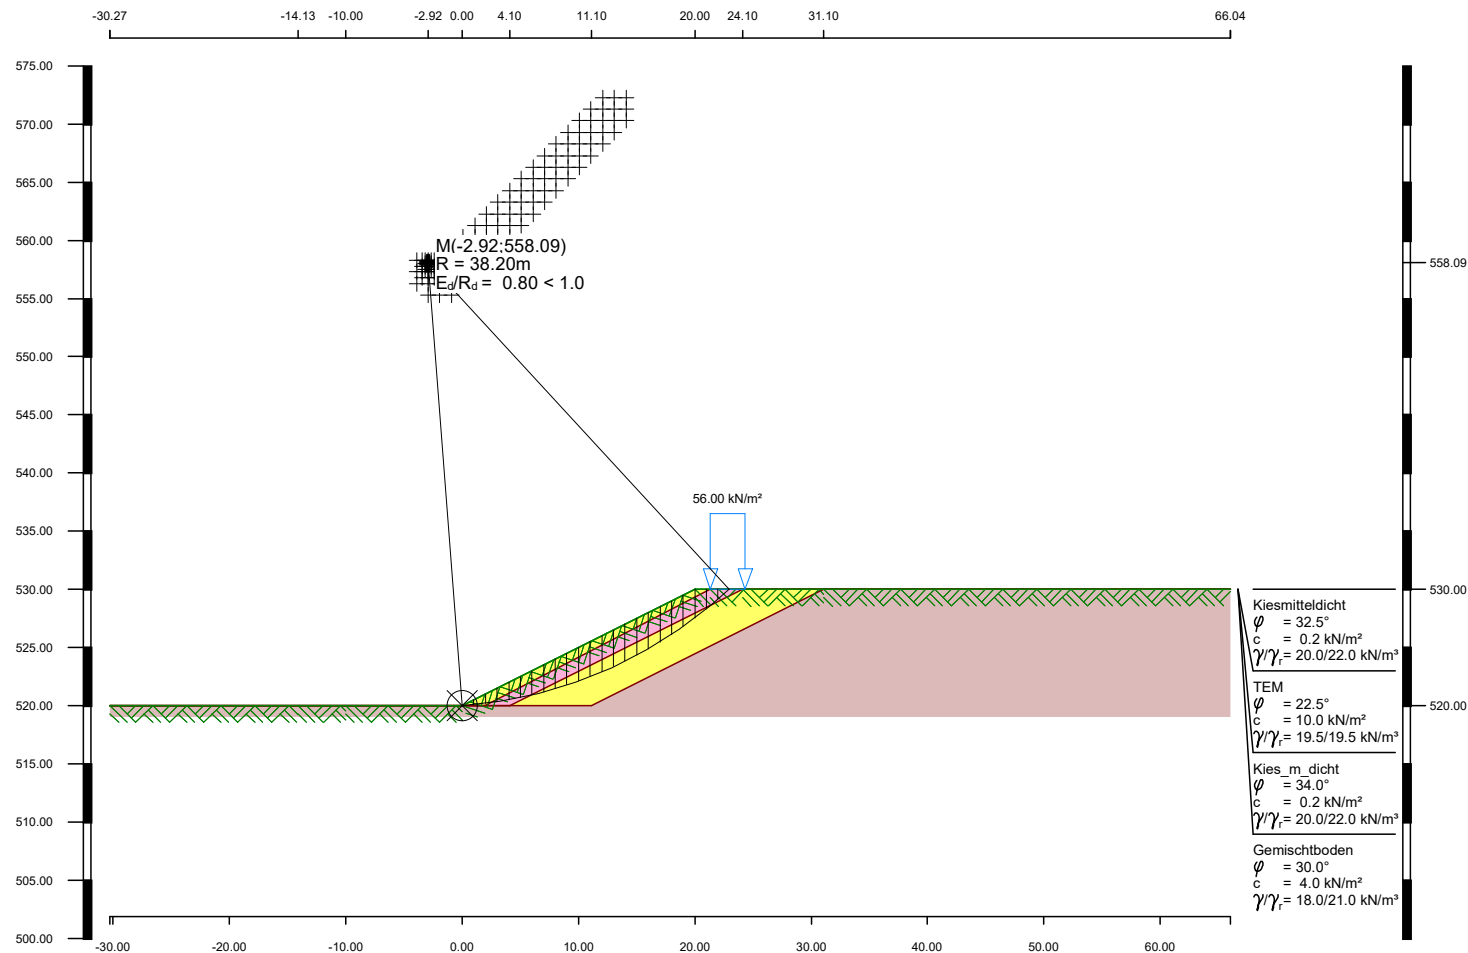 -30.27 -14.13 -10.00 -2.92 0.00 4.10 11.10 20.00 24.10 31.10 66.04
575.00
570.00
565.00
560.00
M(-2.92;558.09)
558.09
R = 38.20m
Ed/Rd = 0.80 < 1.0
555.00
550.00
545.00
540.00
56.00 kN/m²
535.00
530.00
530.00
Kiesmitteldicht
φ = 32.5°
c = 0.2 kN/m²
γ/γr= 20.0/22.0 kN/m³
525.00
TEM
φ = 22.5°
c = 10.0 kN/m²
γ/γr= 19.5/19.5 kN/m³
520.00
520.00
515.00
Kies_m_dicht
φ = 34.0°
c = 0.2 kN/m²
γ/γr= 20.0/22.0 kN/m³
510.00
Gemischtboden
φ = 30.0°
c = 4.0 kN/m²
γ/γr= 18.0/21.0 kN/m³
505.00
500.00
-30.00 -20.00 -10.00 0.00 10.00 20.00 30.00 40.00 50.00 60.00